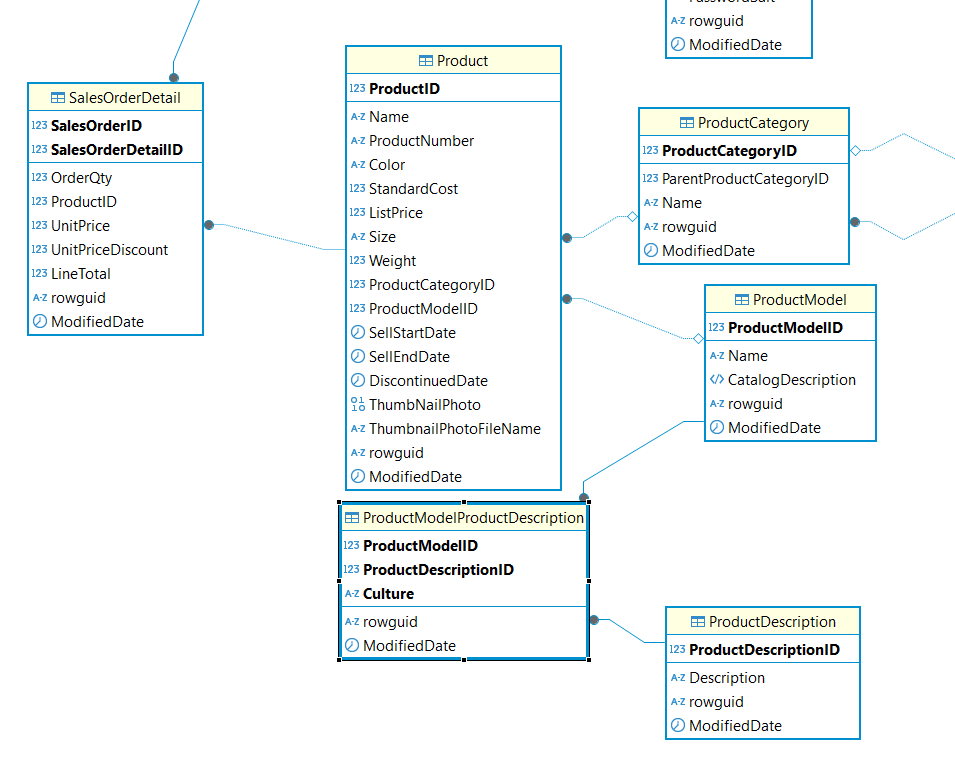 PasswordSalt
rowguid
ModifiedDate
SalesOrderDetail
123 SalesOrderID
123 SalesOrderDetailID
123 OrderQty
123 ProductID
123 UnitPrice
123 UnitPriceDiscount
123 LineTotal
A-Z rowguid
ModifiedDate
Product
123 ProductID
A-Z Name
A-Z ProductNumber
A-Z Color
123 StandardCost
123 ListPrice
A-Z Size
123 Weight
123 ProductCategoryID
123 ProductModelID
SellStartDate
SellEndDate
DiscontinuedDate
ThumbNailPhoto
A-Z ThumbnailPhotoFileName
A-Z rowguid
ModifiedDate
ProductCategory
123 ProductCategoryID
123 ParentProductCategoryID
A-Z Name
A-Z rowguid
ModifiedDate
ProductModel
123 ProductModelID
A-Z Name
CatalogDescription
A-Z rowguid
ModifiedDate
ProductModelProductDescription
123 ProductModelID
123 ProductDescriptionID
A-Z Culture
A-Z rowguid
ModifiedDate
ProductDescription
123 ProductDescriptionID
A-Z Description
A-Z rowguid
ModifiedDate